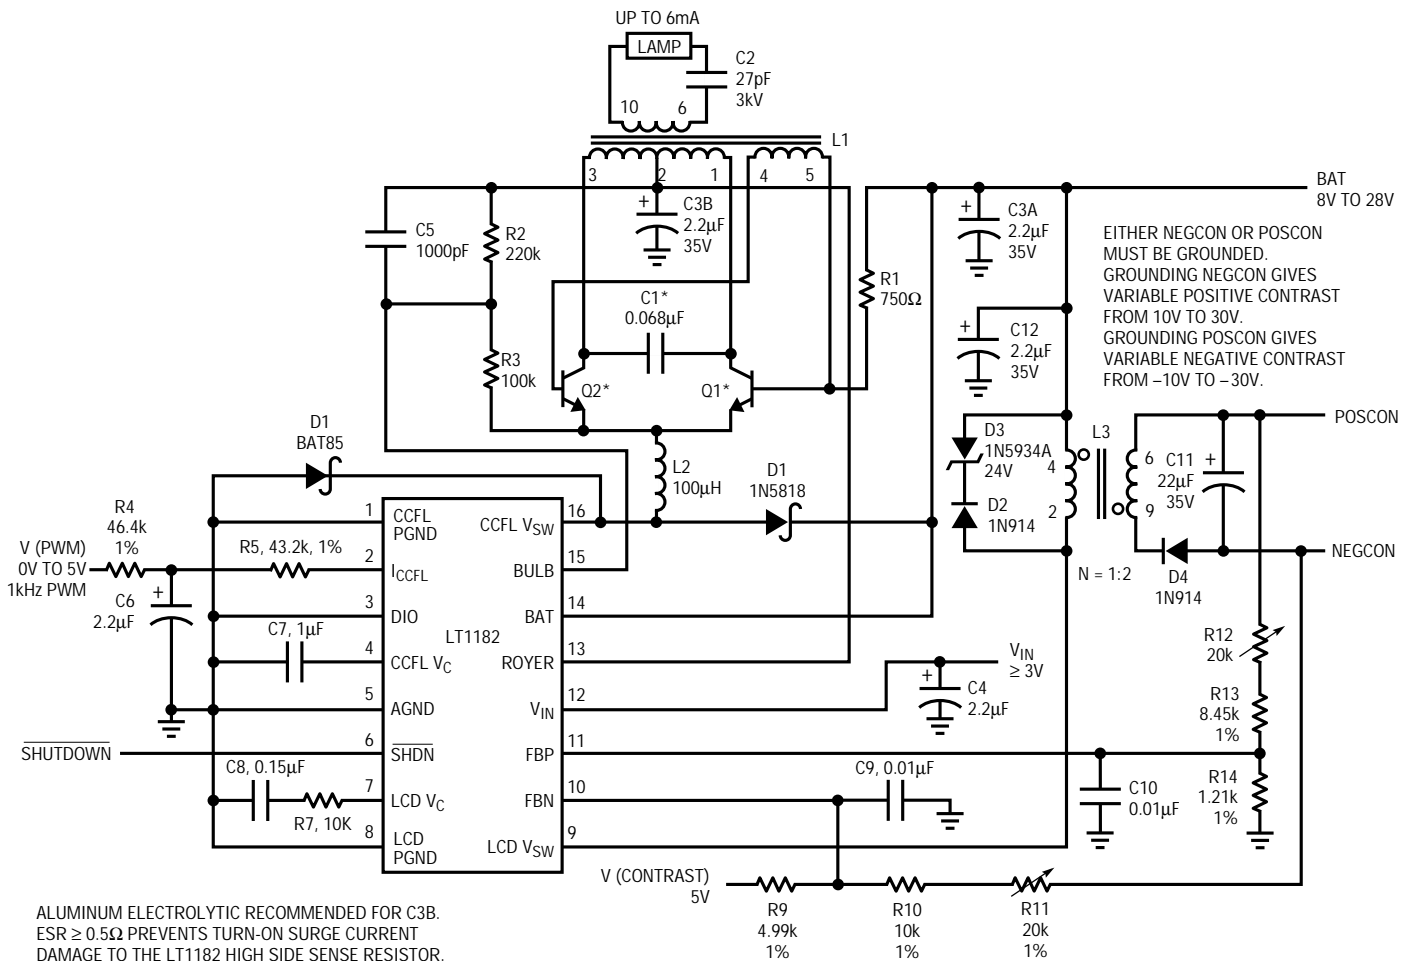 UP TO 6mA
LAMP
C2
27pF
3kV
10
6
L1
3
2
1
4
5
BAT
8V TO 28V
C5
1000pF
R2
220k
+
C3B
2.2µF
35V
R1
750Ω
+
C3A
2.2µF
35V
EITHER NEGCON OR POSCON
MUST BE GROUNDED.
GROUNDING NEGCON GIVES
VARIABLE POSITIVE CONTRAST
FROM 10V TO 30V.
GROUNDING POSCON GIVES
VARIABLE NEGATIVE CONTRAST
FROM –10V TO –30V.
C1*
0.068µF
+
C12
2.2µF
35V
R3
100k
Q2*
Q1*
POSCON
D1
BAT85
L2
100µH
D1
1N5818
D3
1N5934A
24V
D2
1N914
4
2
L3
6
9
C11
22µF
35V
+
N = 1:2
D4
1N914
NEGCON
R4
46.4k
1%
V (PWM)
0V TO 5V
1kHz PWM
R5, 43.2k, 1%
C6
2.2µF
+
C7, 1µF
1
CCFL
PGND
2
ICCFL
3
DIO
4
CCFL VC
5
AGND
6
SHDN
7
LCD VC
8
LCD
PGND
LT1182
16
CCFL VSW
15
BULB
14
BAT
13
ROYER
12
VIN
11
FBP
10
FBN
9
LCD VSW
VIN
≥ 3V
+
C4
2.2µF
R12
20k
R13
8.45k
1%
R14
1.21k
1%
SHUTDOWN
C8, 0.15µF
R7, 10K
C9, 0.01µF
C10
0.01µF
V (CONTRAST)
5V
R9
4.99k
1%
R10
10k
1%
R11
20k
1%
ALUMINUM ELECTROLYTIC RECOMMENDED FOR C3B.
ESR ≥ 0.5Ω PREVENTS TURN-ON SURGE CURRENT
DAMAGE TO THE LT1182 HIGH SIDE SENSE RESISTOR.